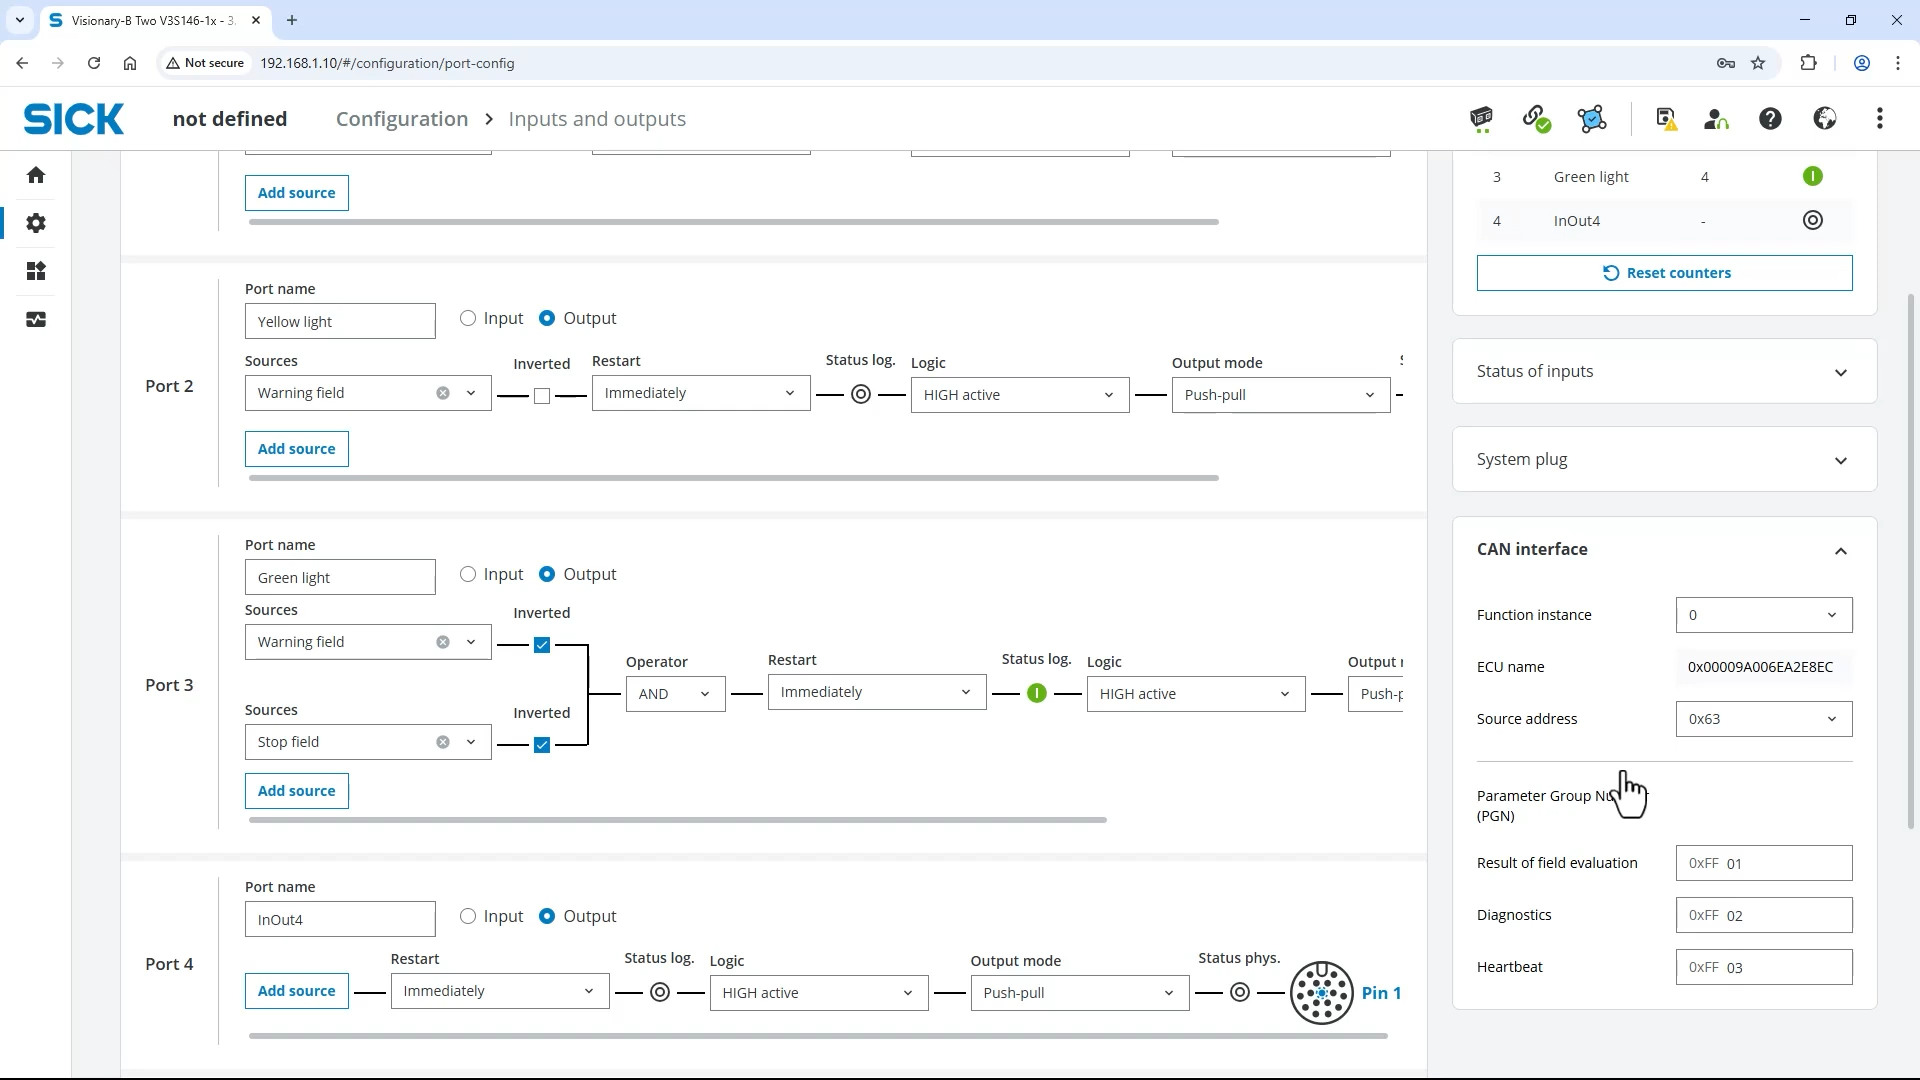 Visionary-B Two V3S146-1x - 3.
Not secure
192.168.1.10/#/configuration/port-config
SICK
not defined
Configuration
Inputs and outputs
Add source
Port 2
Port name
Yellow light
Input
Output
Sources
Inverted
Restart
Status log.
Logic
Output mode
Warning field
Immediately
HIGH active
Push-pull
Add source
Port 3
Port name
Green light
Input
Output
Sources
Inverted
Warning field
Operator
Restart
Status log.
Logic
Output
AND
Immediately
HIGH active
Push-p
Sources
Inverted
Stop field
Add source
Port 4
Port name
InOut4
Input
Output
Restart
Status log.
Logic
Output mode
Status phys.
Add source
Immediately
HIGH active
Push-pull
Pin 1
3 Green light 4
4 InOut4 -
Reset counters
Status of inputs
System plug
CAN interface
Function instance
0
ECU name
0x00009A006EA2E8EC
Source address
0x63
Parameter Group
(PGN)
Result of field evaluation
0xFF 01
Diagnostics
0xFF 02
Heartbeat
0xFF 03